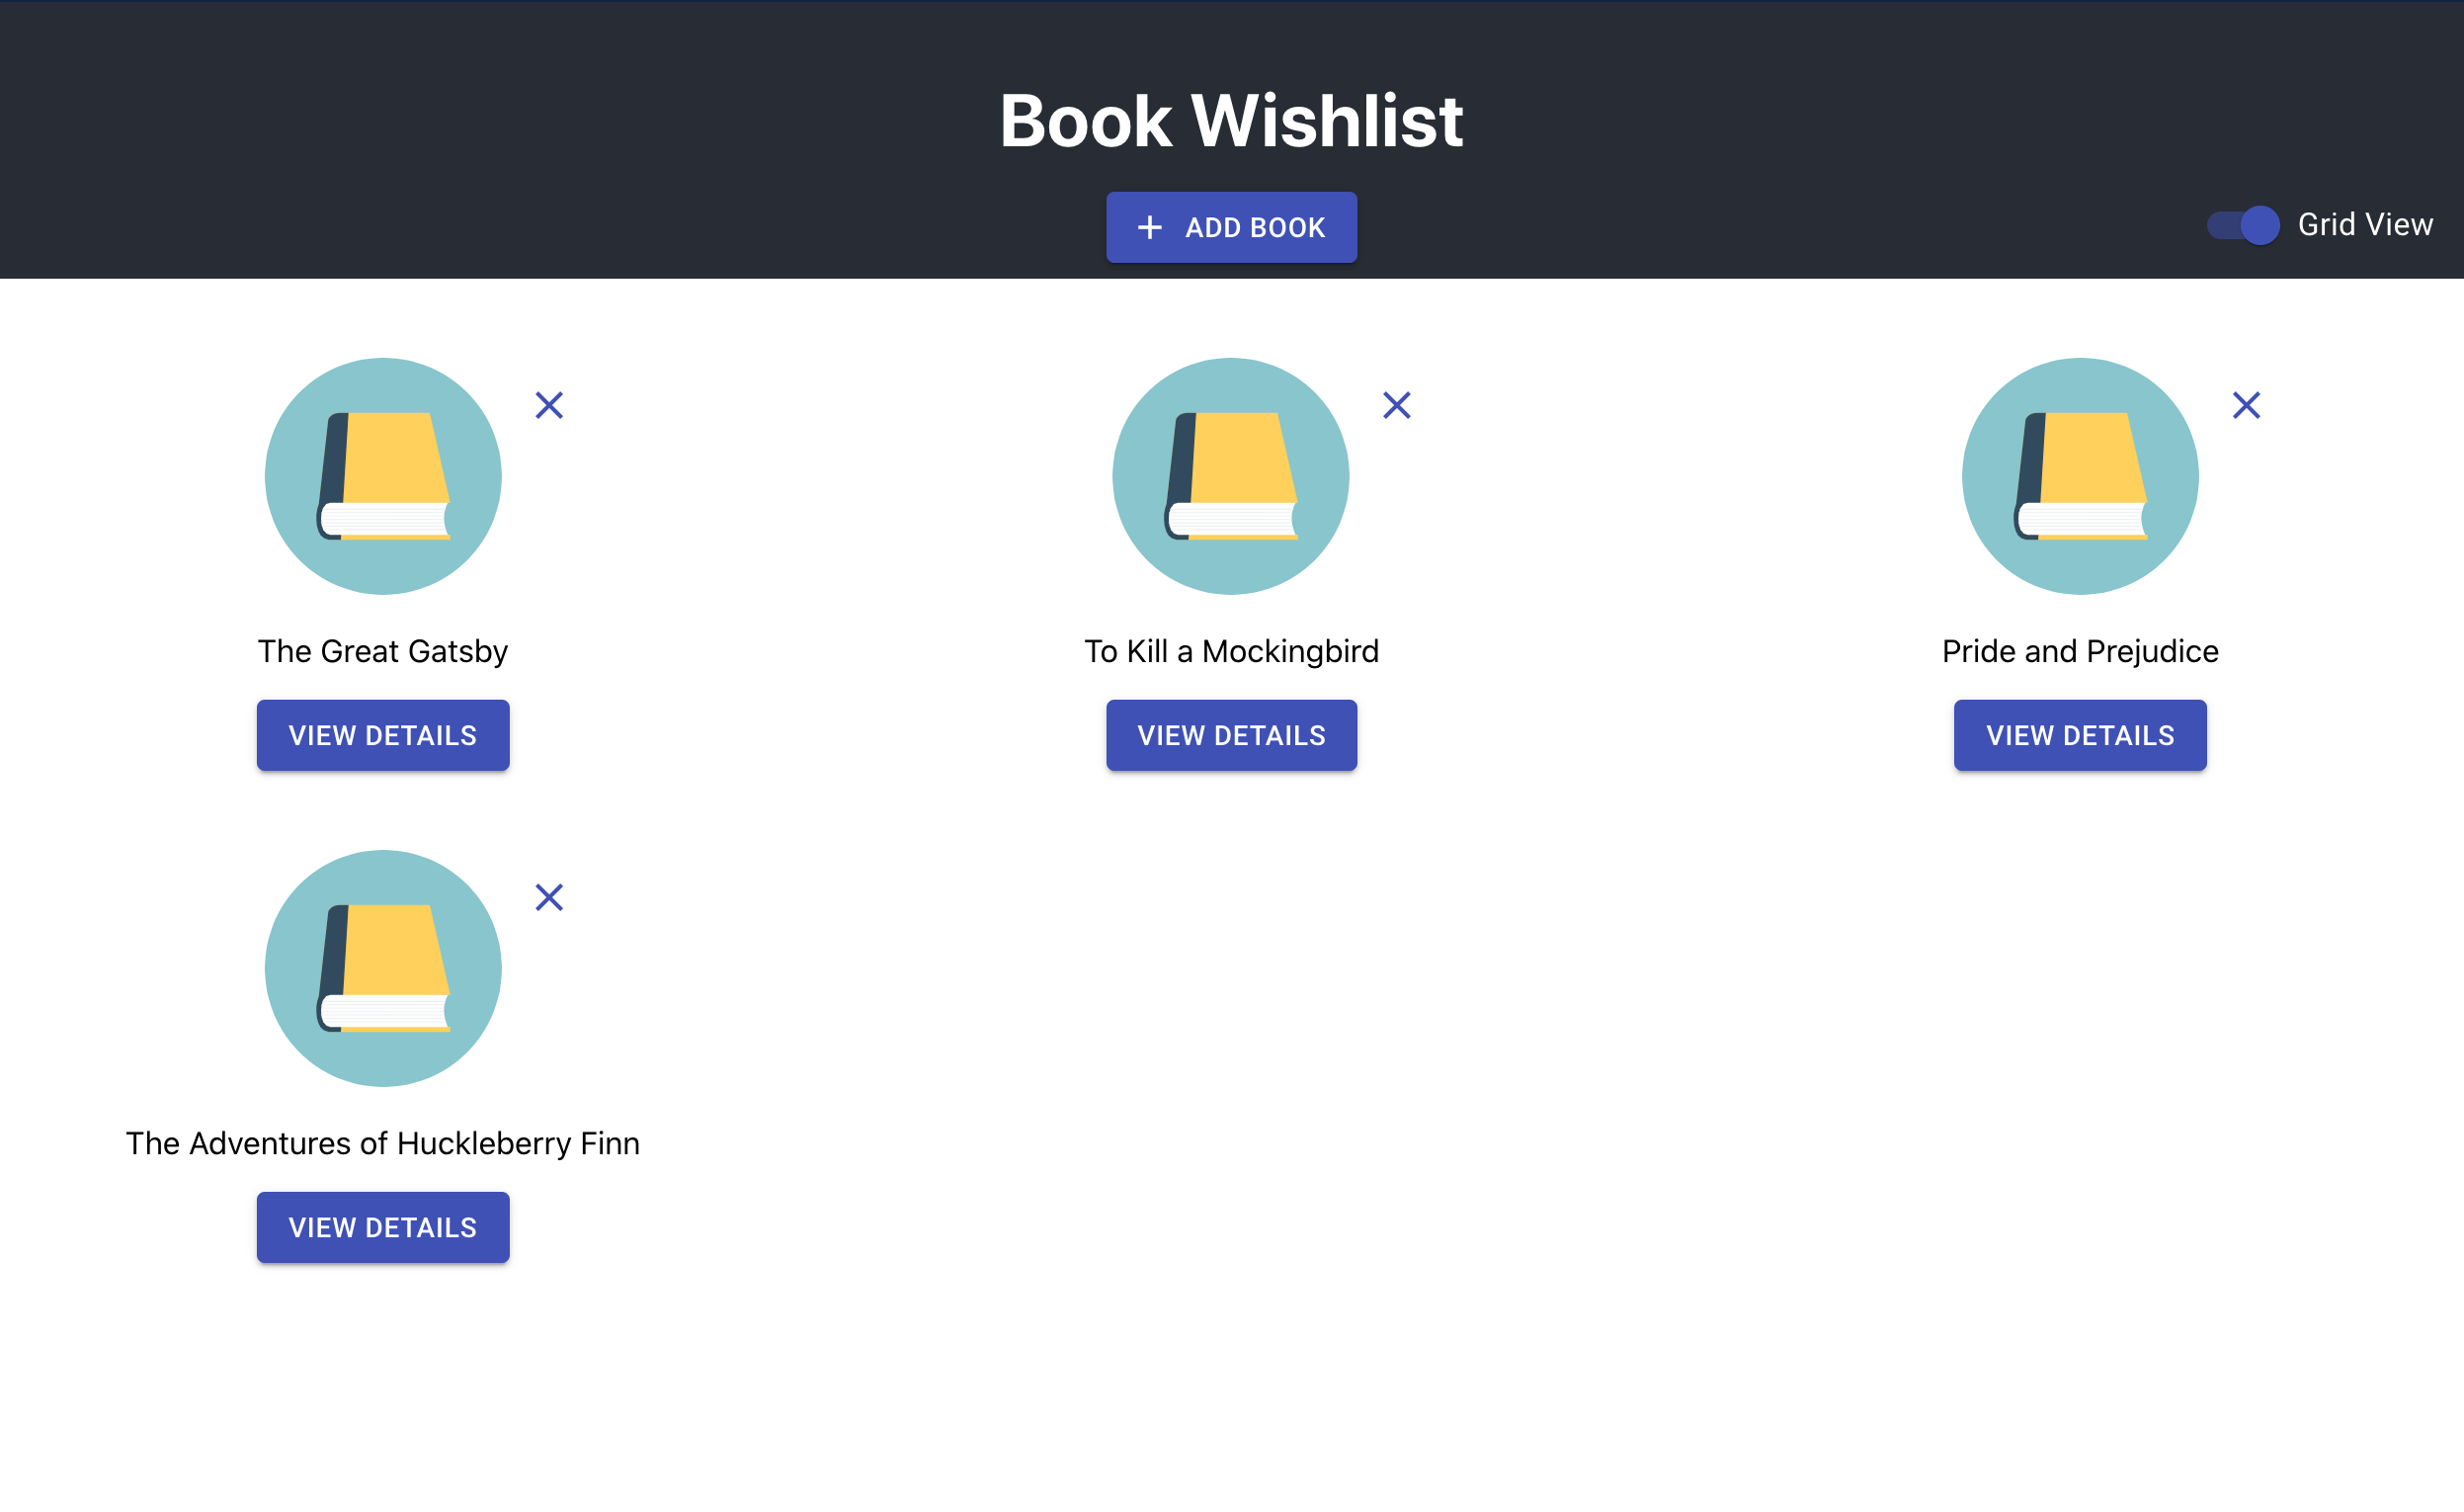 Book Wishlist
ADD BOOK
Grid View
The Great Gatsby
To Kill a Mockingbird
Pride and Prejudice
VIEW DETAILS
VIEW DETAILS
VIEW DETAILS
The Adventures of Huckleberry Finn
VIEW DETAILS